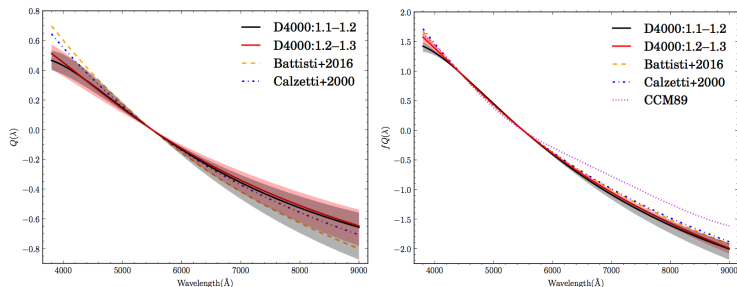 0.8
0.6
0.4
0.2
0.0
−0.2
−0.4
−0.6
−0.8
Q(λ)
D4000:1.1−1.2
D4000:1.2−1.3
Battisti+2016
Calzetti+2000
4000 5000 6000 7000 8000 9000
Wavelength(Å)
2.0
1.5
1.0
0.5
0.0
−0.5
−1.0
−1.5
−2.0
fQ(λ)
D4000:1.1−1.2
D4000:1.2−1.3
Battisti+2016
Calzetti+2000
CCM89
4000 5000 6000 7000 8000 9000
Wavelength(Å)